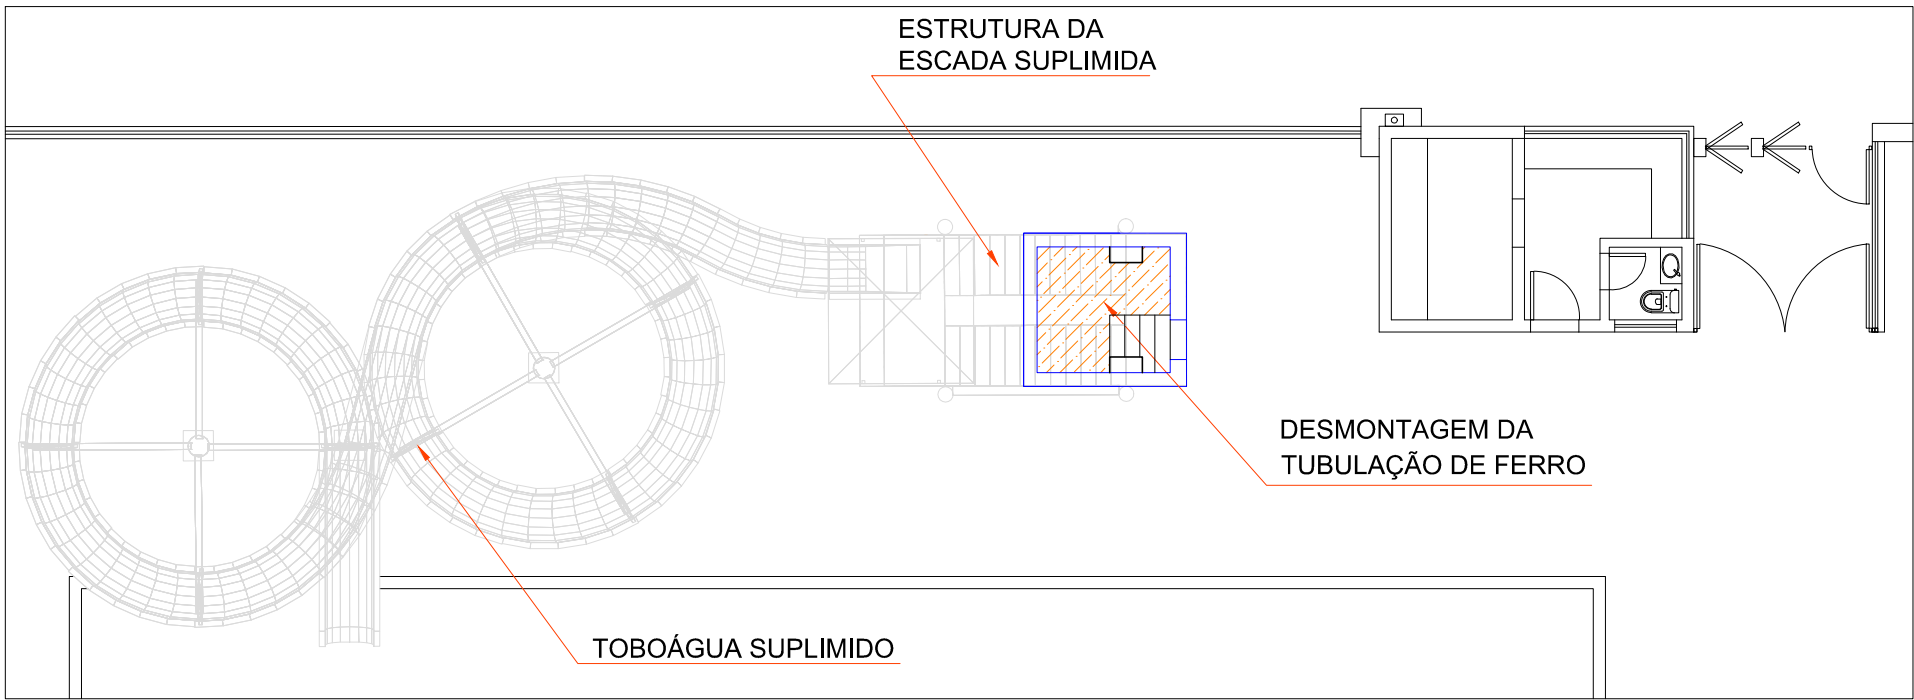 ESTRUTURA DA
ESCADA SUPLIMIDA
DESMONTAGEM DA
TUBULAÇÃO DE FERRO
TOBOÁGUA SUPLIMIDO